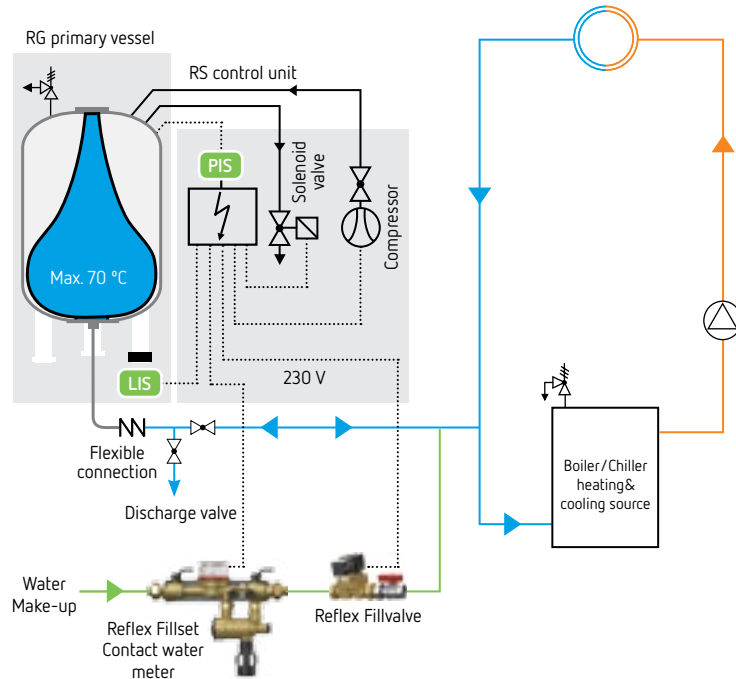 RG primary vessel
RS control unit
PIS
Solenoid
valve
Compressor
Max. 70 °C
LIS
230 V
Flexible
connection
Discharge valve
Boiler/Chiller
heating&
cooling source
Water
Make-up
Reflex Fillvalve
Reflex Fillset
Contact water
meter